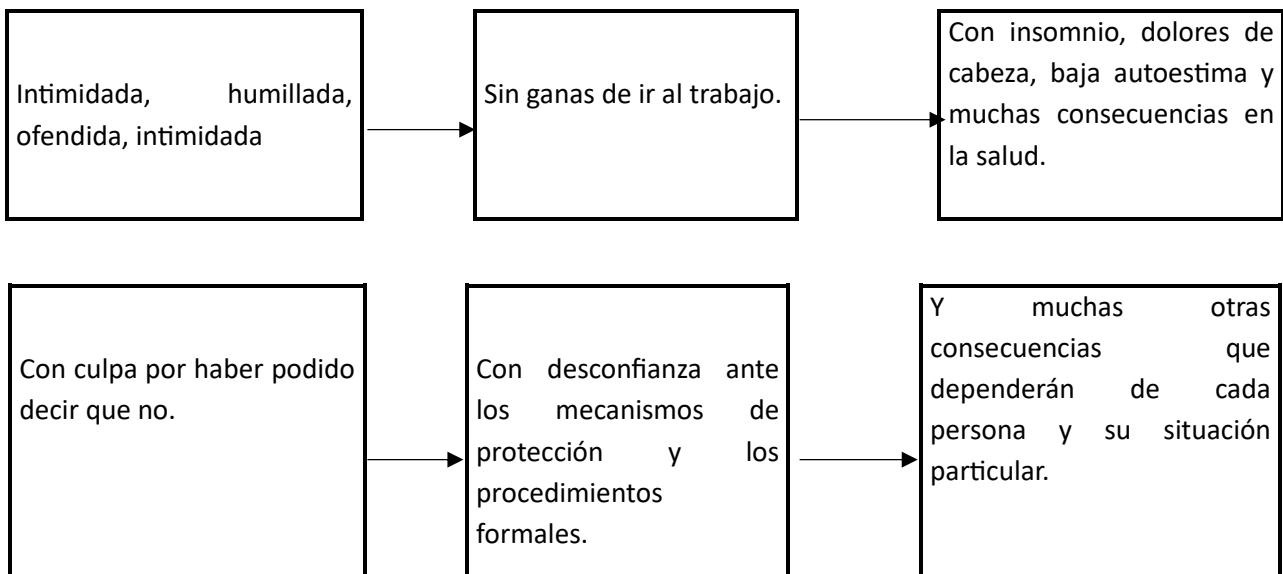 Intimidada, humillada,
ofendida, intimidada
Sin ganas de ir al trabajo.
Con insomnio, dolores de
cabeza, baja autoestima y
muchas consecuencias en
la salud.
Con culpa por haber podido
decir que no.
Con desconfianza ante
los mecanismos de
protección y los
procedimientos
formales.
Y muchas otras
consecuencias que
dependerán de cada
persona y su situación
particular.